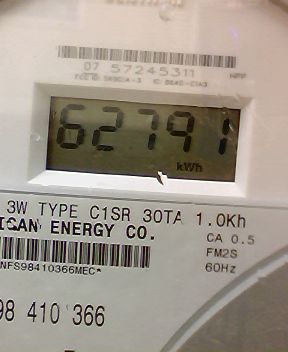 07 57245311
62791
kWh
3W TYPE C1SR 30TA 1.0Kh
ISAN ENERGY CO.
CA 0.5
FM2S
60Hz
NFS98410366MEC*
98 410 366